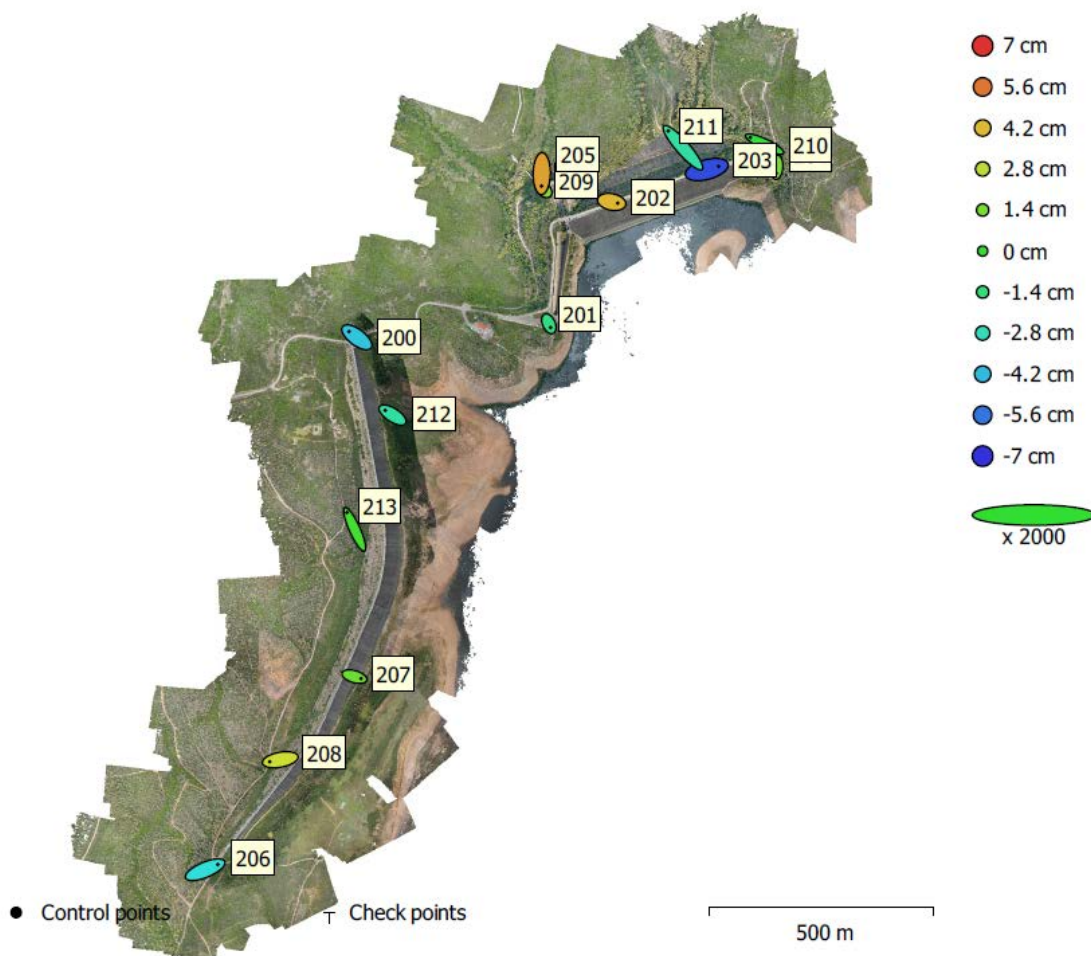 7 cm
5.6 cm
4.2 cm
2.8 cm
1.4 cm
0 cm
-1.4 cm
-2.8 cm
-4.2 cm
-5.6 cm
-7 cm
x 2000
211
210
205
203
209
202
201
200
212
213
207
208
206
Control points
Check points
500 m